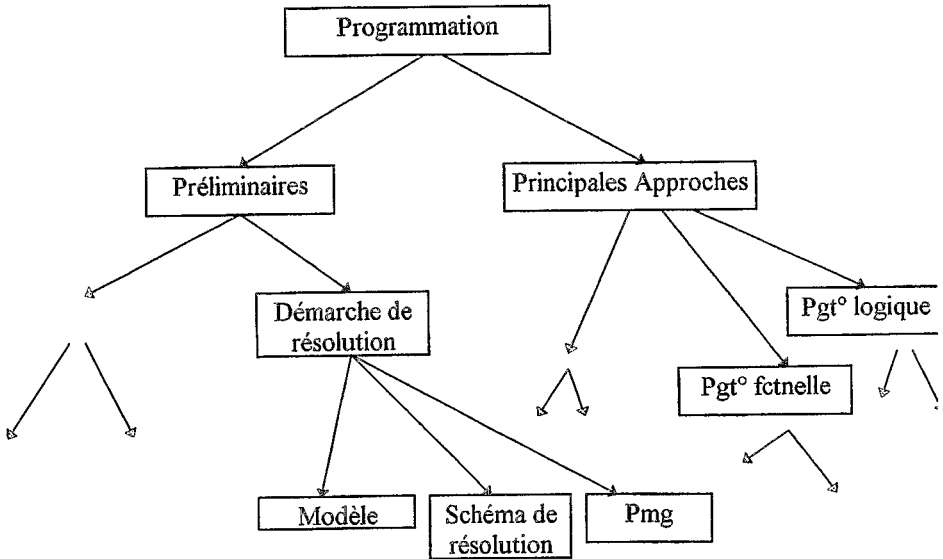 Programmation
Préliminaires
Principales Approches
Démarche de
résolution
Pgt° logique
Pgt° fctnelle
Modèle
Schéma de
résolution
Pmg